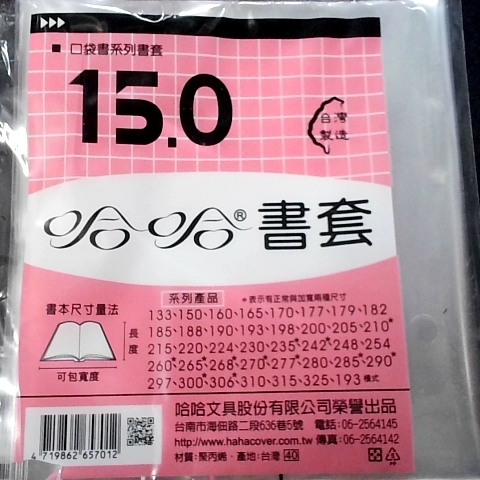 ■ 口袋書系列書套
15.0
台灣
製造
哈哈®書套
系列產品 *表示有正常與加寬兩種尺寸
書本尺寸量法
長度
可包寬度
133、150、160、165、170、177、179、182
185、188、190、193、198、200、205、210*
215、220、224、230、235、242*、248、254
260*、265*、268*、270*、277*、280、285*、290*
297、300*、306*、310、315、325、193橫式
哈哈文具股份有限公司榮譽出品
台南市海佃路二段636巷5號 電話:06-2564145
http://www.hahacover.com.tw 傳真:06-2564142
材質:聚丙烯‧產地:台灣 40
4 719862 657012